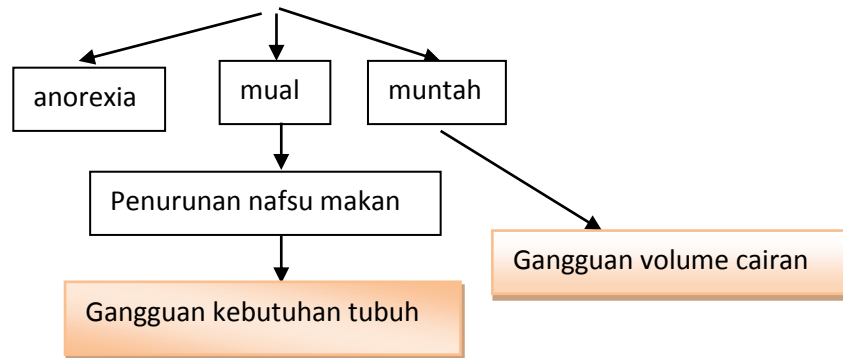 anorexia
mual
muntah
Penurunan nafsu makan
Gangguan volume cairan
Gangguan kebutuhan tubuh